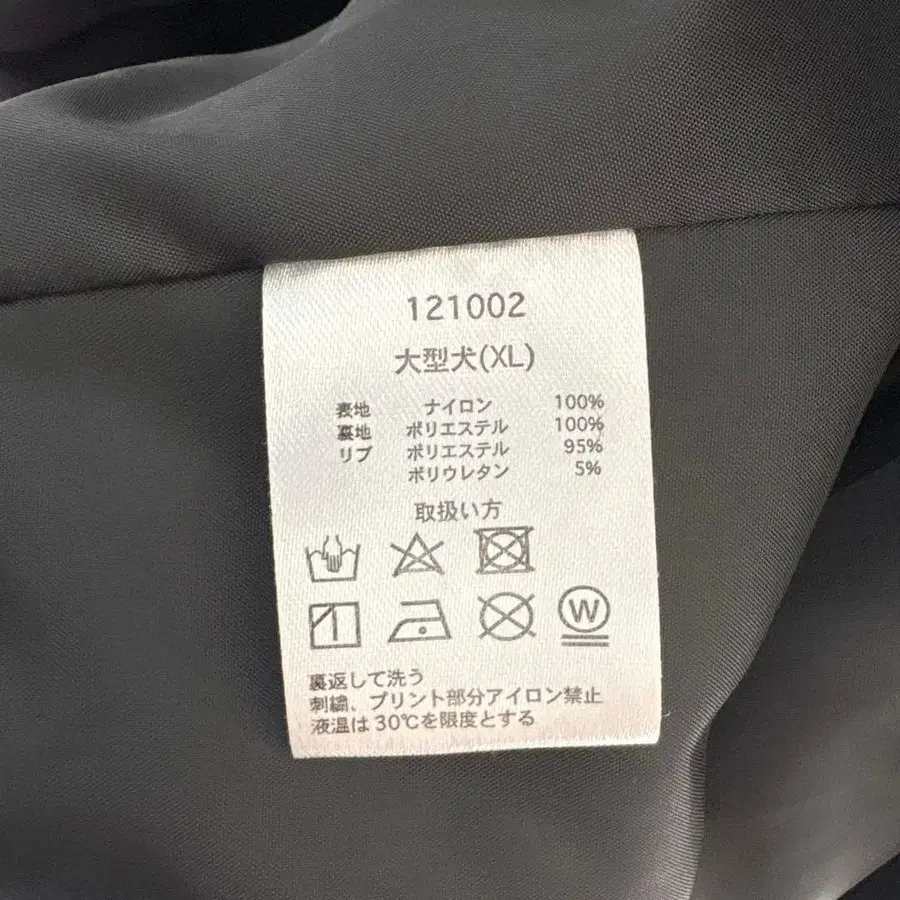 121002
大型犬(XL)
表地 ナイロン 100%
裏地 ポリエステル 100%
リブ ポリエステル 95%
ポリウレタン 5%
取扱い方
W
裏返して洗う
刺繍、プリント部分アイロン禁止
液温は30℃を限度とする